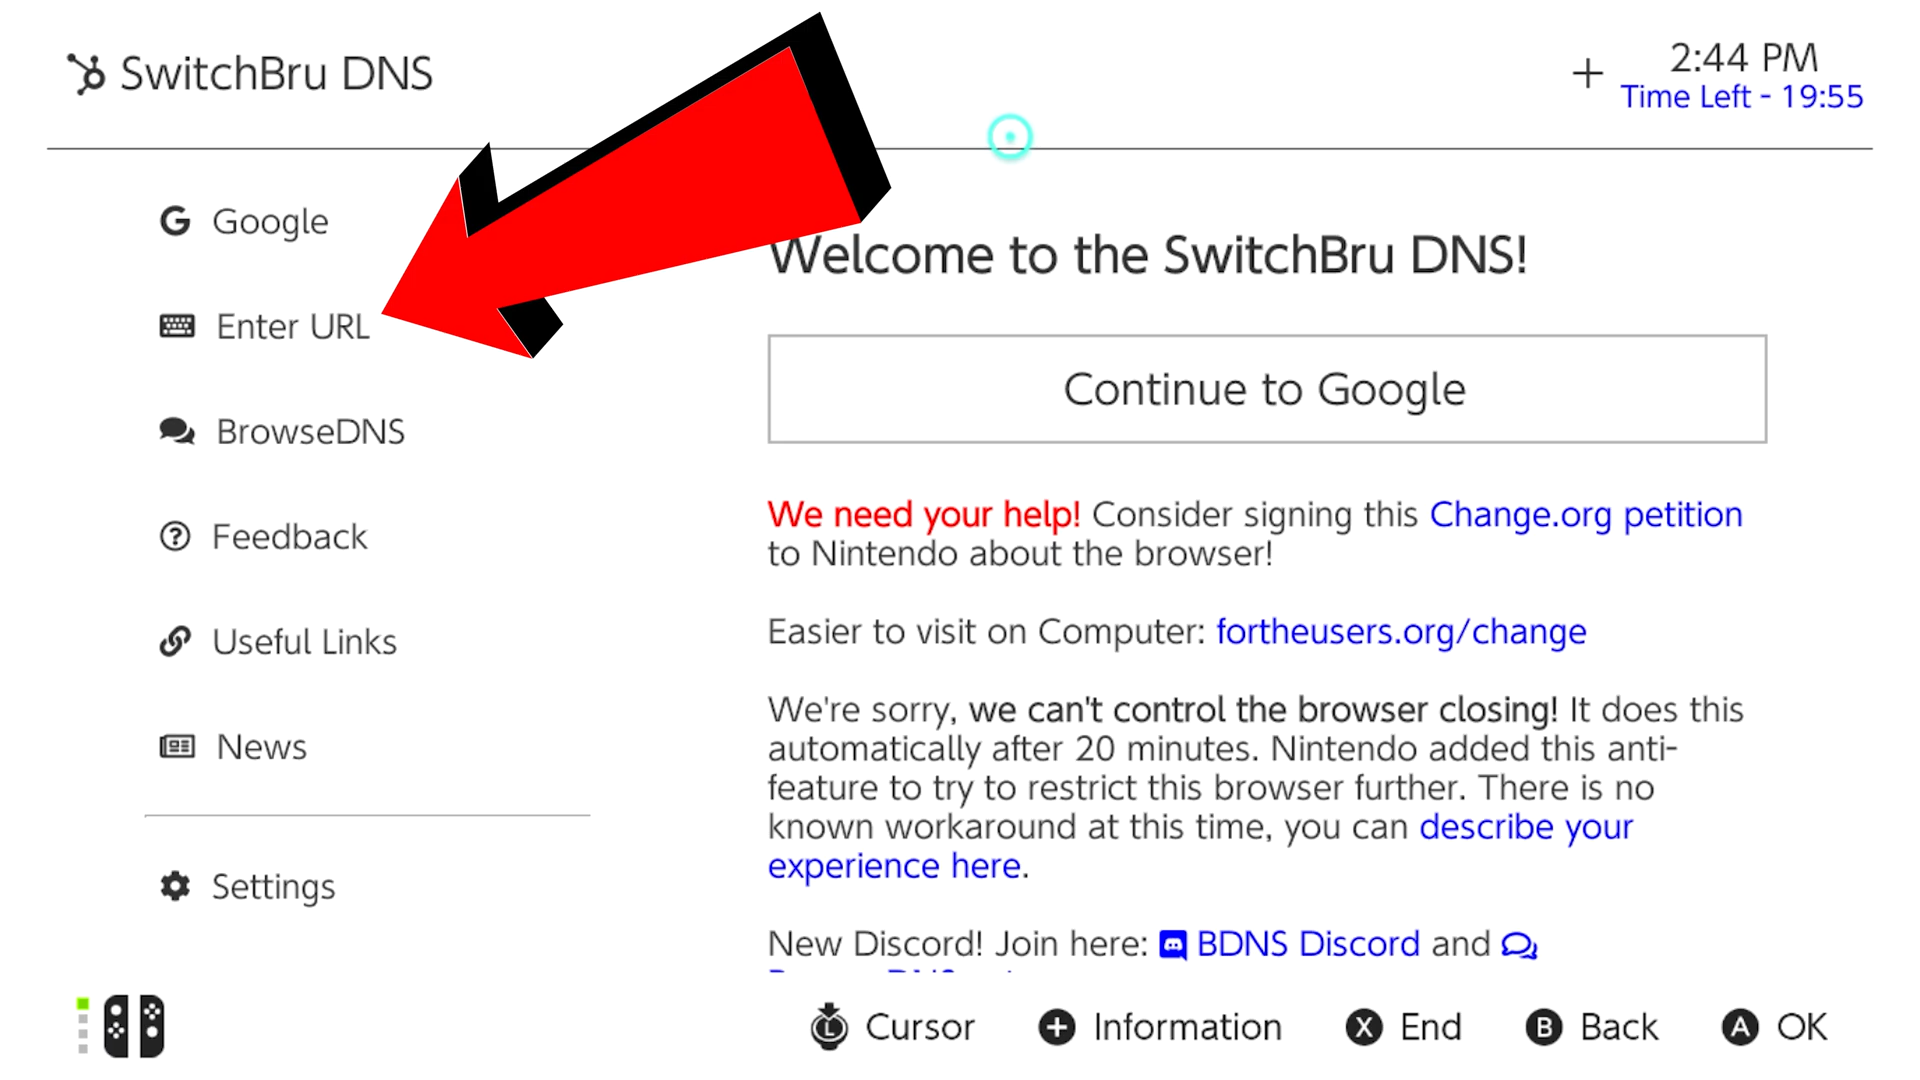 SwitchBru DNS
+
2:44 PM
Time Left - 19:55
Google
Enter URL
BrowseDNS
Feedback
Useful Links
News
Settings
Welcome to the SwitchBru DNS!
Continue to Google
We need your help! Consider signing this Change.org petition
to Nintendo about the browser!
Easier to visit on Computer: fortheusers.org/change
We're sorry, we can't control the browser closing! It does this
automatically after 20 minutes. Nintendo added this anti-
feature to try to restrict this browser further. There is no
known workaround at this time, you can describe your
experience here.
New Discord! Join here: BDNS Discord and
L Cursor
+ Information
X End
B Back
A OK